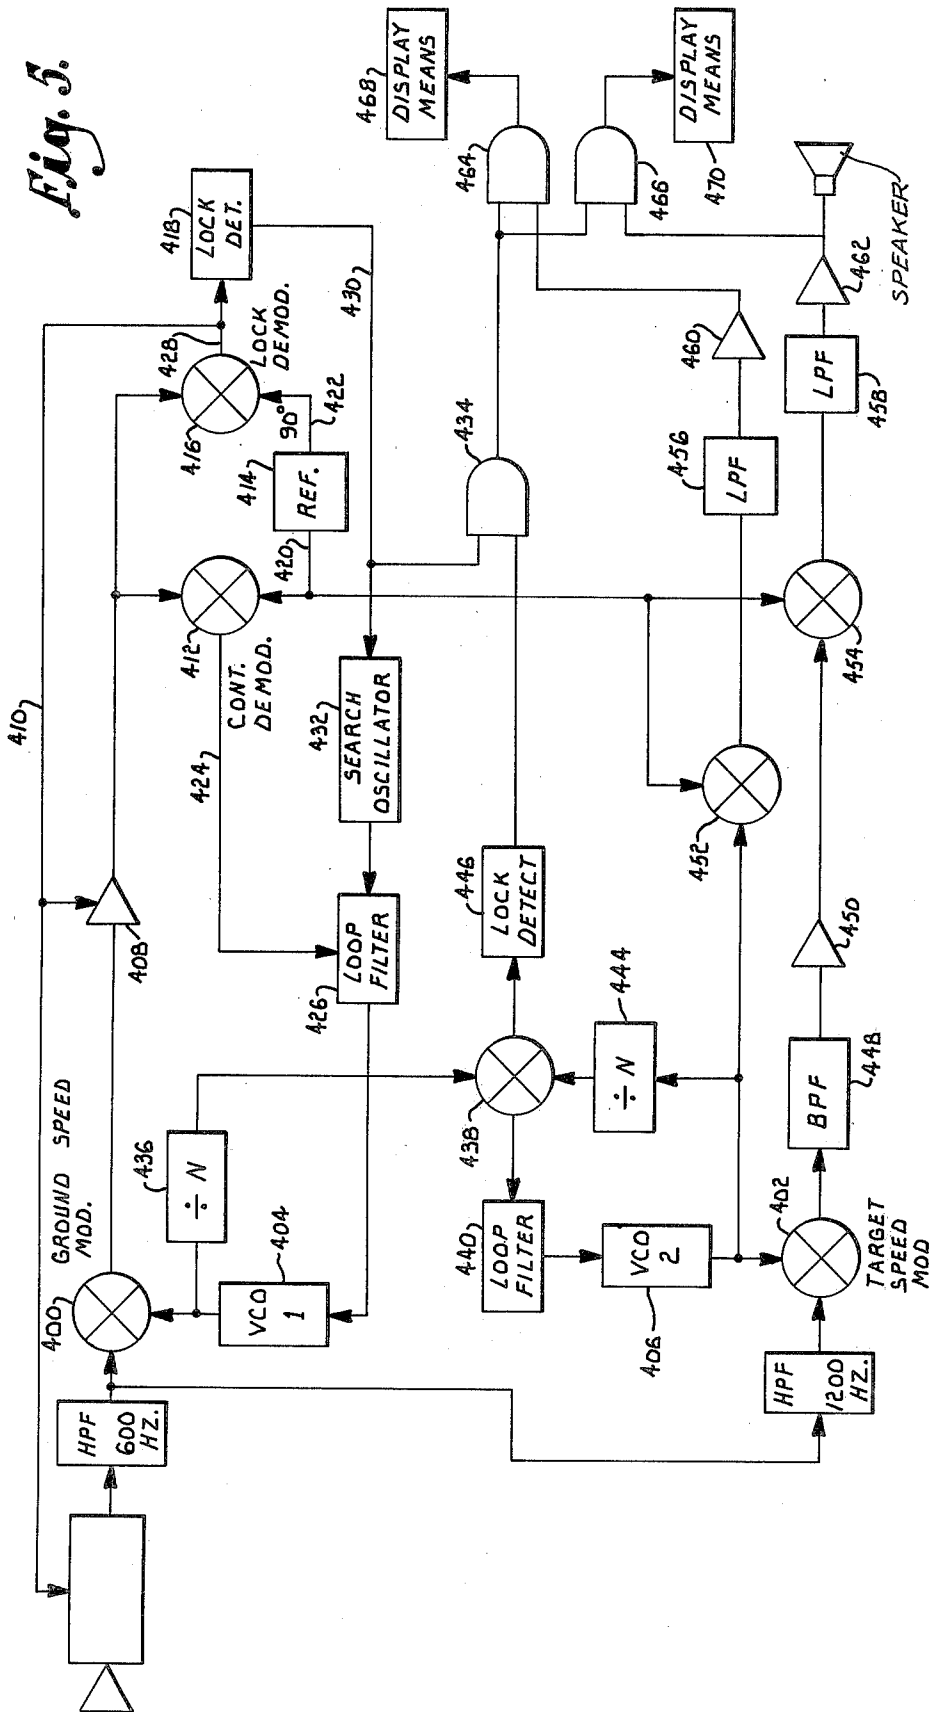 Fig. 5.
410
428
418
LOCK
DET.
LOCK
DEMOD.
416
90°
422
430
414
REF.
420
412
CONT.
DEMOD.
424
408
432
SEARCH
OSCILLATOR
LOOP
FILTER
426
GROUND SPEED
MOD.
400
HPF
600
HZ.
436
÷ N
404
VCO
1
468
DISPLAY
MEANS
464
466
DISPLAY
MEANS
470
434
446
LOCK
DETECT
438
444
÷ N
440
LOOP
FILTER
VCO
2
406
460
456
LPF
452
462
SPEAKER
LPF
458
454
450
BPF
448
402
TARGET
SPEED
MOD
HPF
1200
HZ.